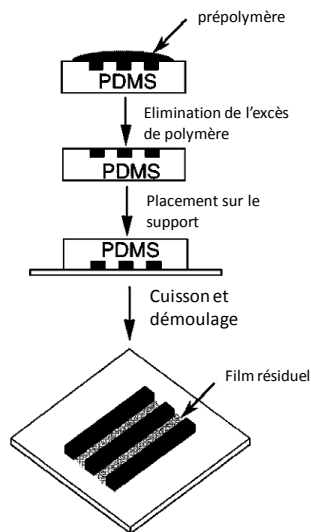 prépolymère
PDMS
Elimination de l'excès
de polymère
PDMS
Placement sur le
support
PDMS
Cuisson et
démoulage
Film résiduel